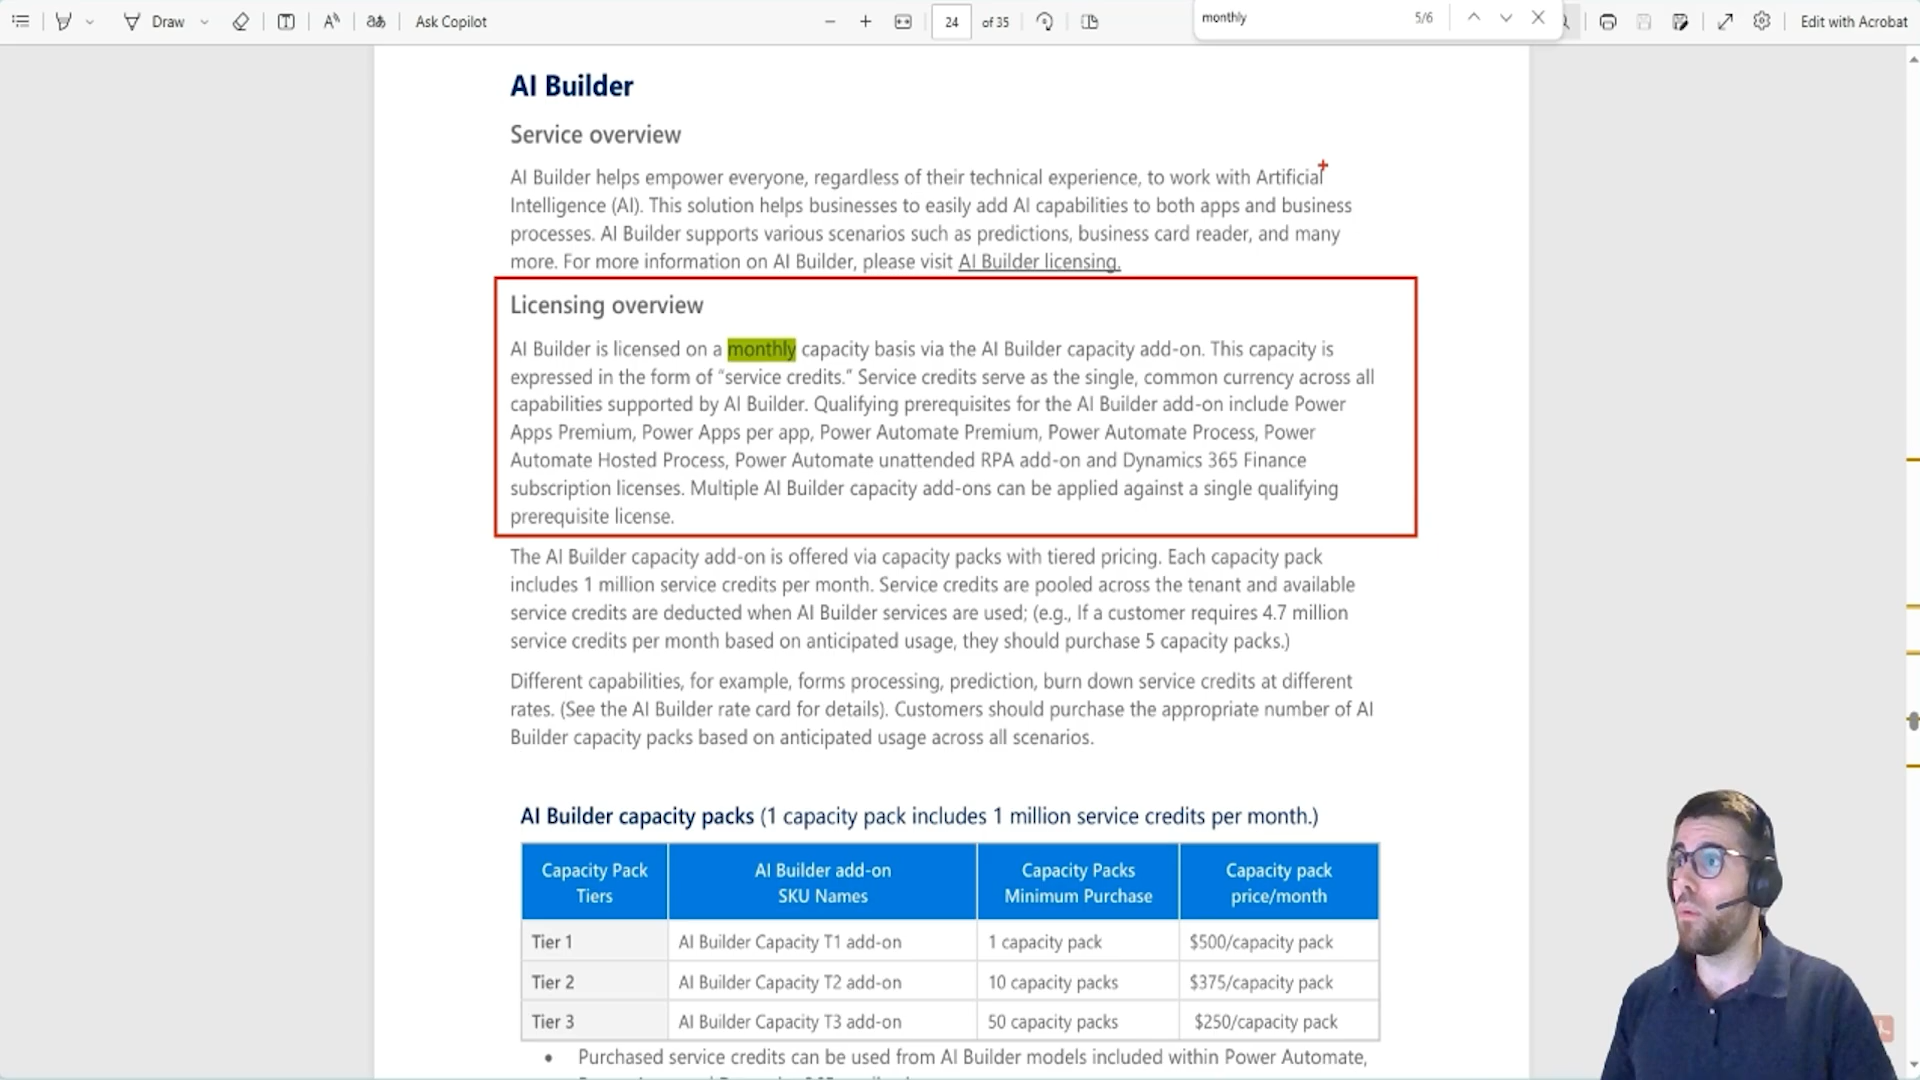 Draw
Ask Copilot
24 of 35
monthly 5/6
Edit with Acrobat
AI Builder
Service overview
AI Builder helps empower everyone, regardless of their technical experience, to work with Artificial
Intelligence (AI). This solution helps businesses to easily add AI capabilities to both apps and business
processes. AI Builder supports various scenarios such as predictions, business card reader, and many
more. For more information on AI Builder, please visit AI Builder licensing.
Licensing overview
AI Builder is licensed on a monthly capacity basis via the AI Builder capacity add-on. This capacity is
expressed in the form of “service credits.” Service credits serve as the single, common currency across all
capabilities supported by AI Builder. Qualifying prerequisites for the AI Builder add-on include Power
Apps Premium, Power Apps per app, Power Automate Premium, Power Automate Process, Power
Automate Hosted Process, Power Automate unattended RPA add-on and Dynamics 365 Finance
subscription licenses. Multiple AI Builder capacity add-ons can be applied against a single qualifying
prerequisite license.
The AI Builder capacity add-on is offered via capacity packs with tiered pricing. Each capacity pack
includes 1 million service credits per month. Service credits are pooled across the tenant and available
service credits are deducted when AI Builder services are used; (e.g., If a customer requires 4.7 million
service credits per month based on anticipated usage, they should purchase 5 capacity packs.)
Different capabilities, for example, forms processing, prediction, burn down service credits at different
rates. (See the AI Builder rate card for details). Customers should purchase the appropriate number of AI
Builder capacity packs based on anticipated usage across all scenarios.
AI Builder capacity packs (1 capacity pack includes 1 million service credits per month.)
Capacity Pack Tiers
AI Builder add-on SKU Names
Capacity Packs Minimum Purchase
Capacity pack price/month
Tier 1 AI Builder Capacity T1 add-on 1 capacity pack $500/capacity pack
Tier 2 AI Builder Capacity T2 add-on 10 capacity packs $375/capacity pack
Tier 3 AI Builder Capacity T3 add-on 50 capacity packs $250/capacity pack
• Purchased service credits can be used from AI Builder models included within Power Automate,